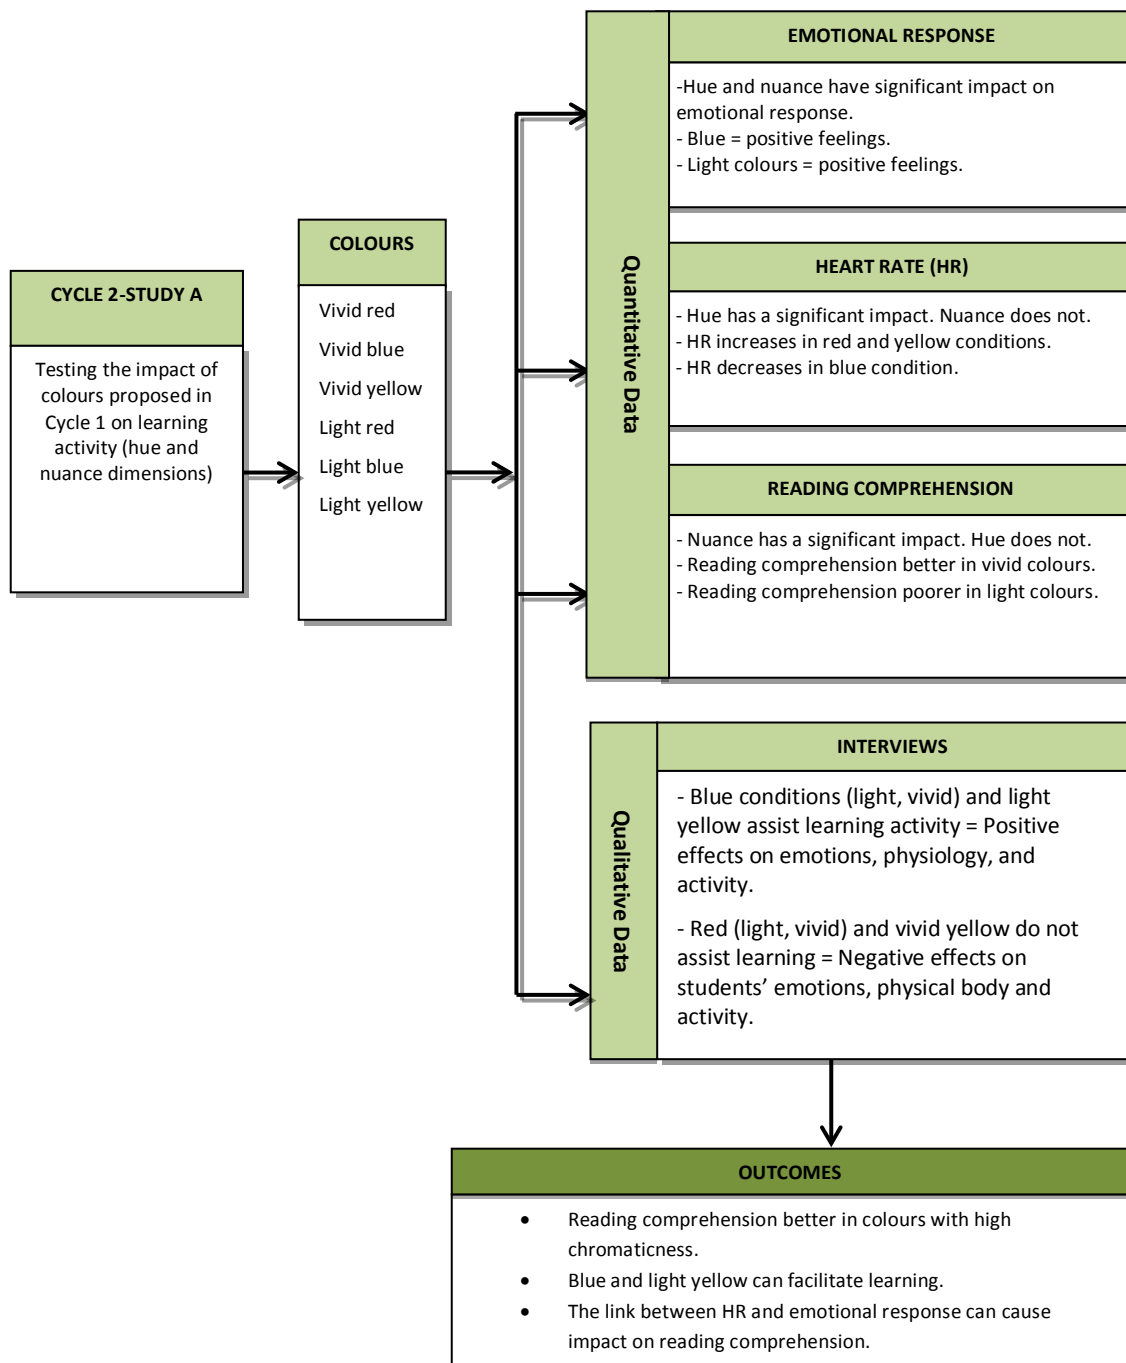 CYCLE 2-STUDY A
Testing the impact of
colours proposed in
Cycle 1 on learning
activity (hue and
nuance dimensions)
COLOURS
Vivid red
Vivid blue
Vivid yellow
Light red
Light blue
Light yellow
Quantitative Data
EMOTIONAL RESPONSE
-Hue and nuance have significant impact on
emotional response.
- Blue = positive feelings.
- Light colours = positive feelings.
HEART RATE (HR)
- Hue has a significant impact. Nuance does not.
- HR increases in red and yellow conditions.
- HR decreases in blue condition.
READING COMPREHENSION
- Nuance has a significant impact. Hue does not.
- Reading comprehension better in vivid colours.
- Reading comprehension poorer in light colours.
Qualitative Data
INTERVIEWS
- Blue conditions (light, vivid) and light
yellow assist learning activity = Positive
effects on emotions, physiology, and
activity.
- Red (light, vivid) and vivid yellow do not
assist learning = Negative effects on
students’ emotions, physical body and
activity.
OUTCOMES
• Reading comprehension better in colours with high
chromaticness.
• Blue and light yellow can facilitate learning.
• The link between HR and emotional response can cause
impact on reading comprehension.